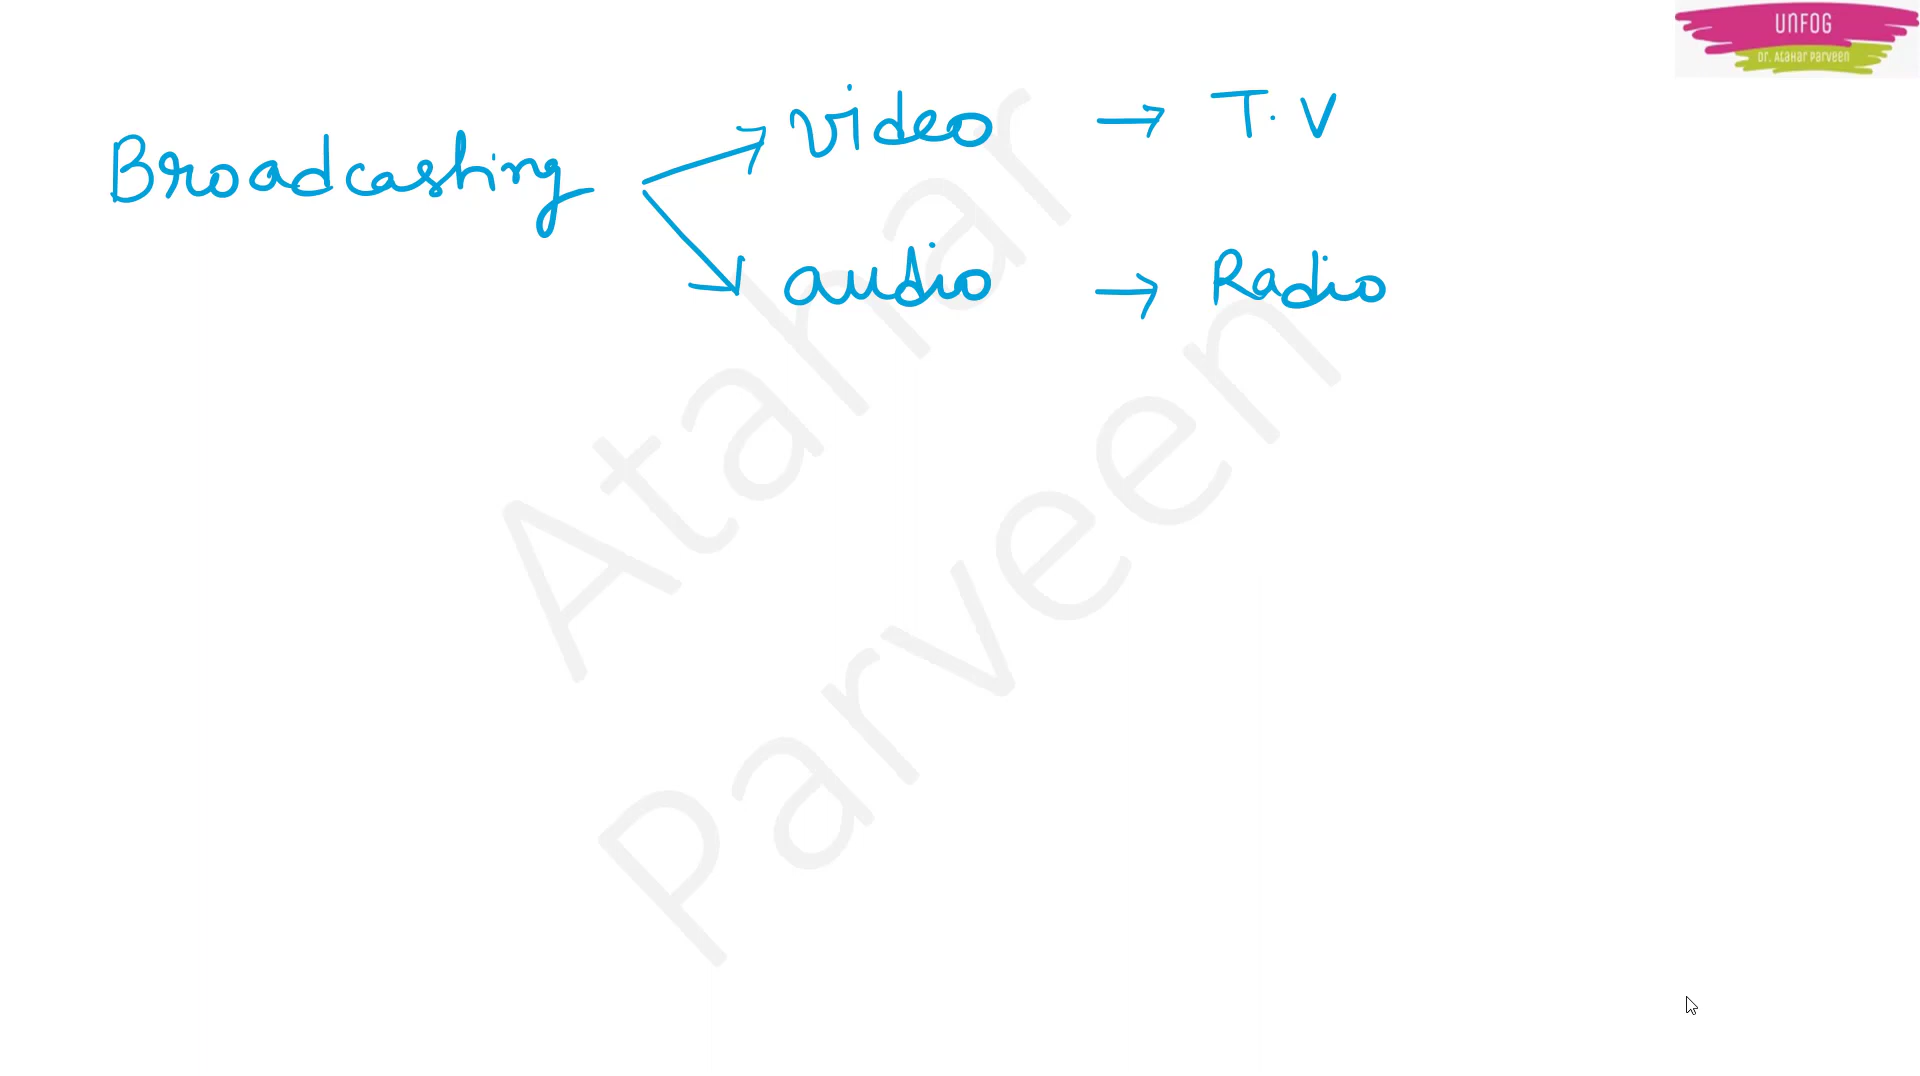 UNFOG
Dr. Atahar Parveen
Broadcasting → video → T.V
→ audio → Radio
Atahar
Parveen